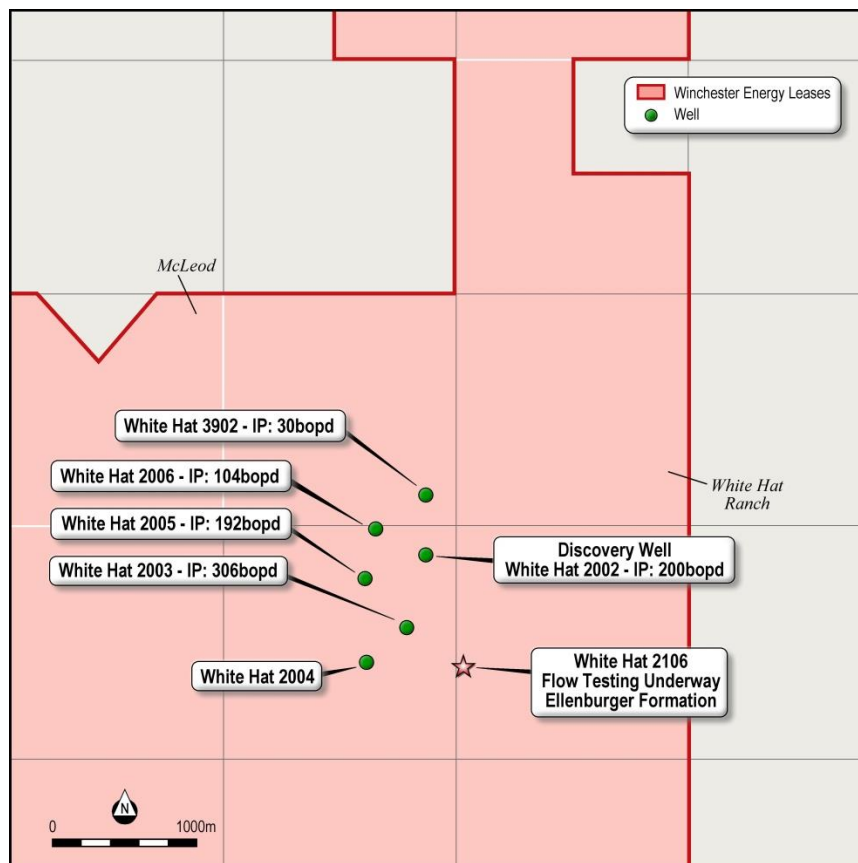 Winchester Energy Leases
Well
McLeod
White Hat 3902 - IP: 30bopd
White Hat 2006 - IP: 104bopd
White Hat
Ranch
White Hat 2005 - IP: 192bopd
Discovery Well
White Hat 2002 - IP: 200bopd
White Hat 2003 - IP: 306bopd
White Hat 2004
White Hat 2106
Flow Testing Underway
Ellenburger Formation
N
0
1000m